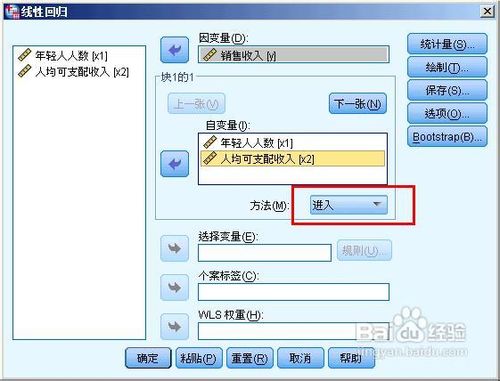 线性回归
年轻人人数 [x1]
人均可支配收入 [x2]
因变量(D):
销售收入 [y]
块1的1
上一张(V)
下一张(N)
自变量(I):
年轻人人数 [x1]
人均可支配收入 [x2]
方法(M):
进入
选择变量(E):
规则(U)...
个案标签(C):
WLS 权重(H):
统计量(S)...
绘制(T)...
保存(S)...
选项(O)...
Bootstrap(B)...
确定
粘贴(P)
重置(R)
取消
帮助
Baidu 经验
jingyan.baidu.com